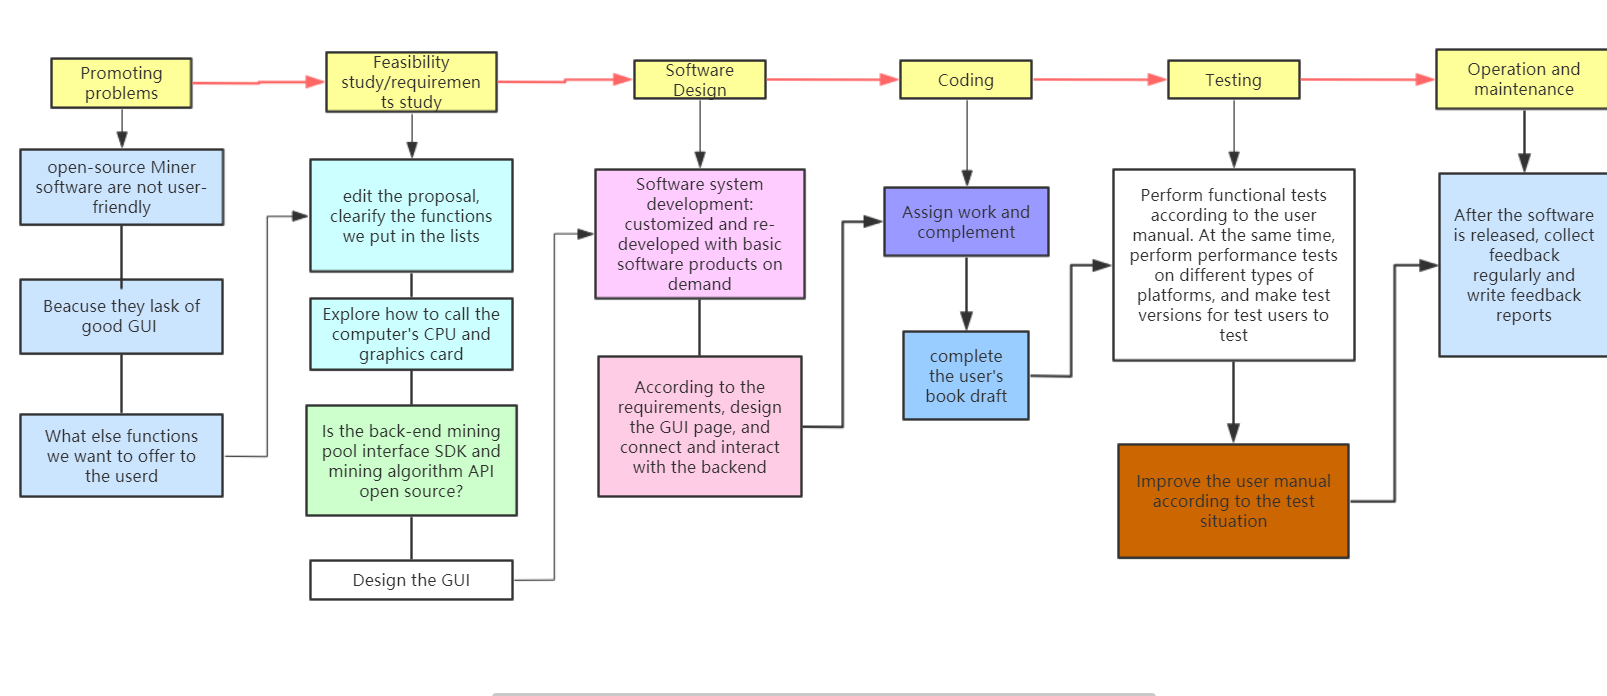 Promoting
problems
Feasibility
study/requiremen
ts study
Software
Design
Coding
Testing
Operation and
maintenance
open-source Miner
software are not user-
friendly
Beacuse they lask of
good GUI
What else functions
we want to offer to
the userd
edit the proposal,
clearify the functions
we put in the lists
Explore how to call the
computer's CPU and
graphics card
Is the back-end mining
pool interface SDK and
mining algorithm API
open source?
Design the GUI
Software system
development:
customized and re-
developed with basic
software products on
demand
According to the
requirements, design
the GUI page, and
connect and interact
with the backend
Assign work and
complement
complete
the user's
book draft
Perform functional tests
according to the user
manual. At the same time,
perform performance tests
on different types of
platforms, and make test
versions for test users to
test
Improve the user manual
according to the test
situation
After the software
is released, collect
feedback
regularly and
write feedback
reports